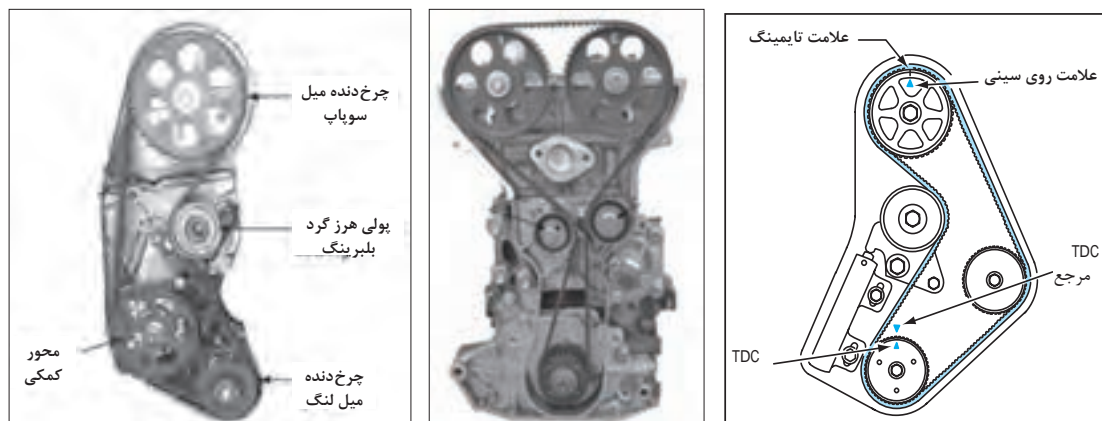 علامت تایمینگ
علامت روی سینی
TDC
مرجع
TDC
چرخ‌دنده میل
سوپاپ
پولی هرز گرد
بلبرینگ
محور
کمکی
چرخ‌دنده
میل لنگ